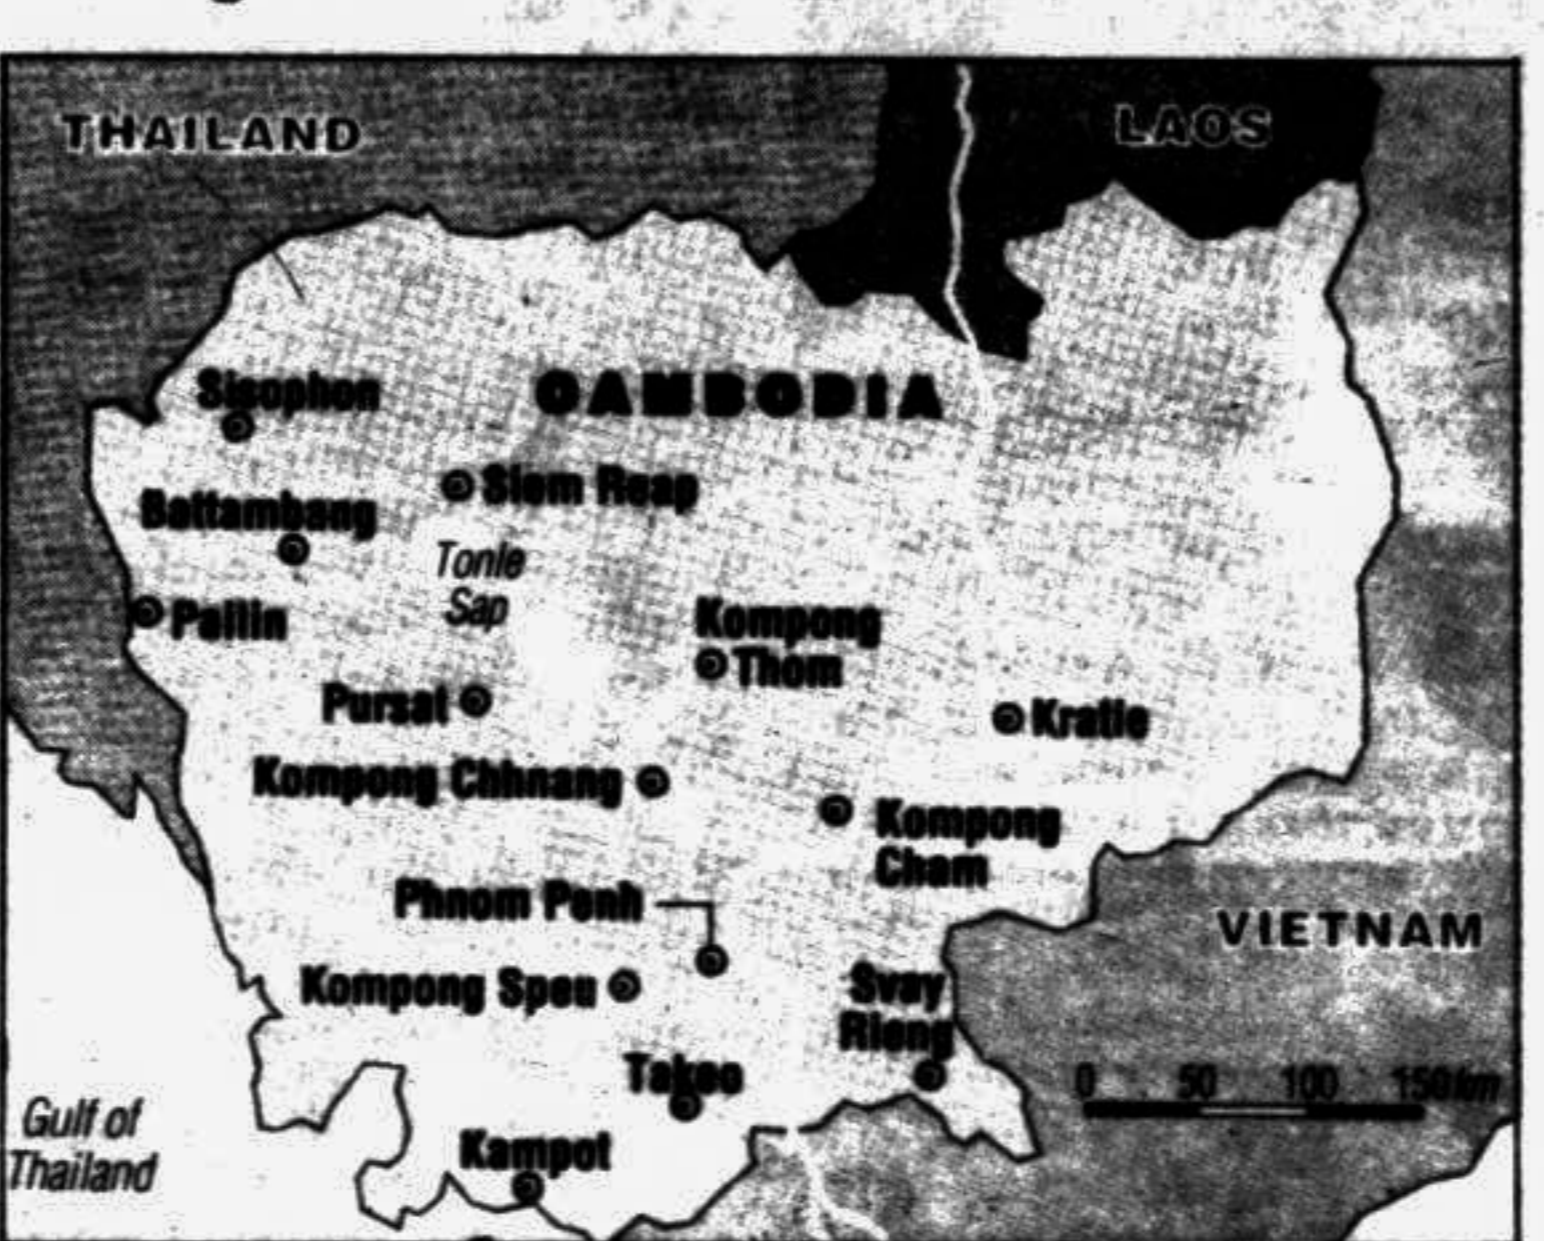 THAILAND
LAOS
Sisophon
CAMBODIA
Siem Reap
Battambang
Tonle
Sap
Pailin
Kompong
Thom
Pursat
Kratie
Kompong Chhnang
Kompong
Cham
Phnom Penh
VIETNAM
Kompong Speu
Svay
Rieng
Takeo
0 50 100 150km
Gulf of
Thailand
Kampot